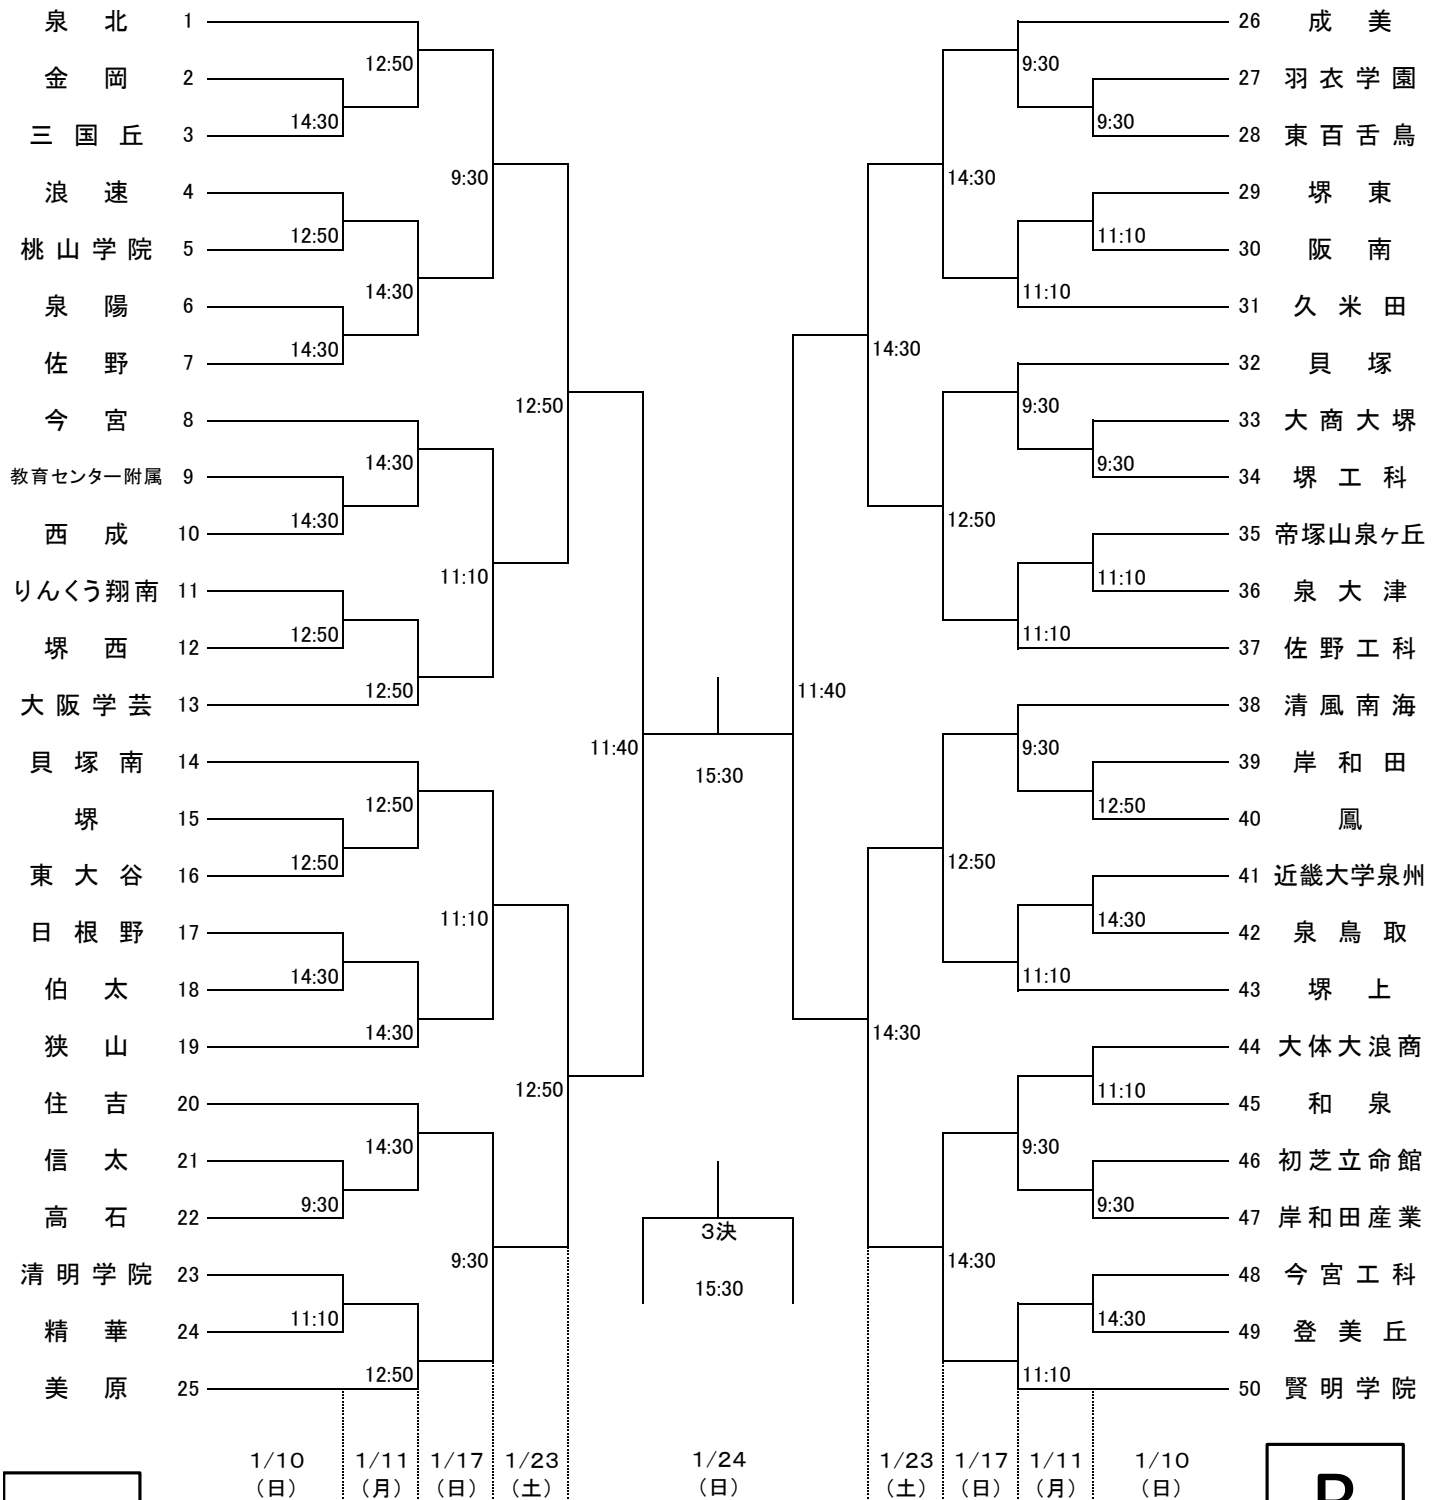 泉北 1
金岡 2
三国丘 3
浪速 4
桃山学院 5
泉陽 6
佐野 7
今宮 8
教育センター附属 9
西成 10
りんくう翔南 11
堺西 12
大阪学芸 13
貝塚南 14
堺 15
東大谷 16
日根野 17
伯太 18
狭山 19
住吉 20
信太 21
高石 22
清明学院 23
精華 24
美原 25
14:30
12:50
14:30
14:30
12:50
12:50
14:30
9:30
11:10
12:50
14:30
14:30
12:50
12:50
14:30
14:30
12:50
9:30
11:10
11:10
9:30
12:50
12:50
11:40
15:30
3決
15:30
11:40
14:30
14:30
14:30
12:50
12:50
14:30
9:30
11:10
9:30
11:10
9:30
11:10
9:30
11:10
9:30
11:10
9:30
11:10
12:50
14:30
11:10
9:30
14:30
26 成美
27 羽衣学園
28 東百舌鳥
29 堺東
30 阪南
31 久米田
32 貝塚
33 大商大堺
34 堺工科
35 帝塚山泉ヶ丘
36 泉大津
37 佐野工科
38 清風南海
39 岸和田
40 鳳
41 近畿大学泉州
42 泉鳥取
43 堺上
44 大体大浪商
45 和泉
46 初芝立命館
47 岸和田産業
48 今宮工科
49 登美丘
50 賢明学院
1/10 1/11 1/17 1/23 1/24 1/23 1/17 1/11 1/10
(日) (月) (日) (土) (日) (土) (日) (月) (日)